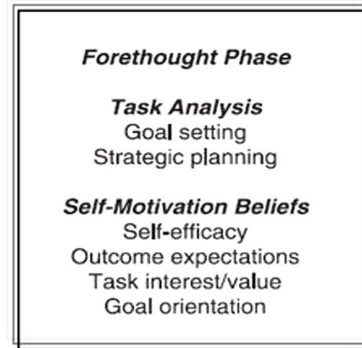 Forethought Phase
Task Analysis
Goal setting
Strategic planning
Self-Motivation Beliefs
Self-efficacy
Outcome expectations
Task interest/value
Goal orientation